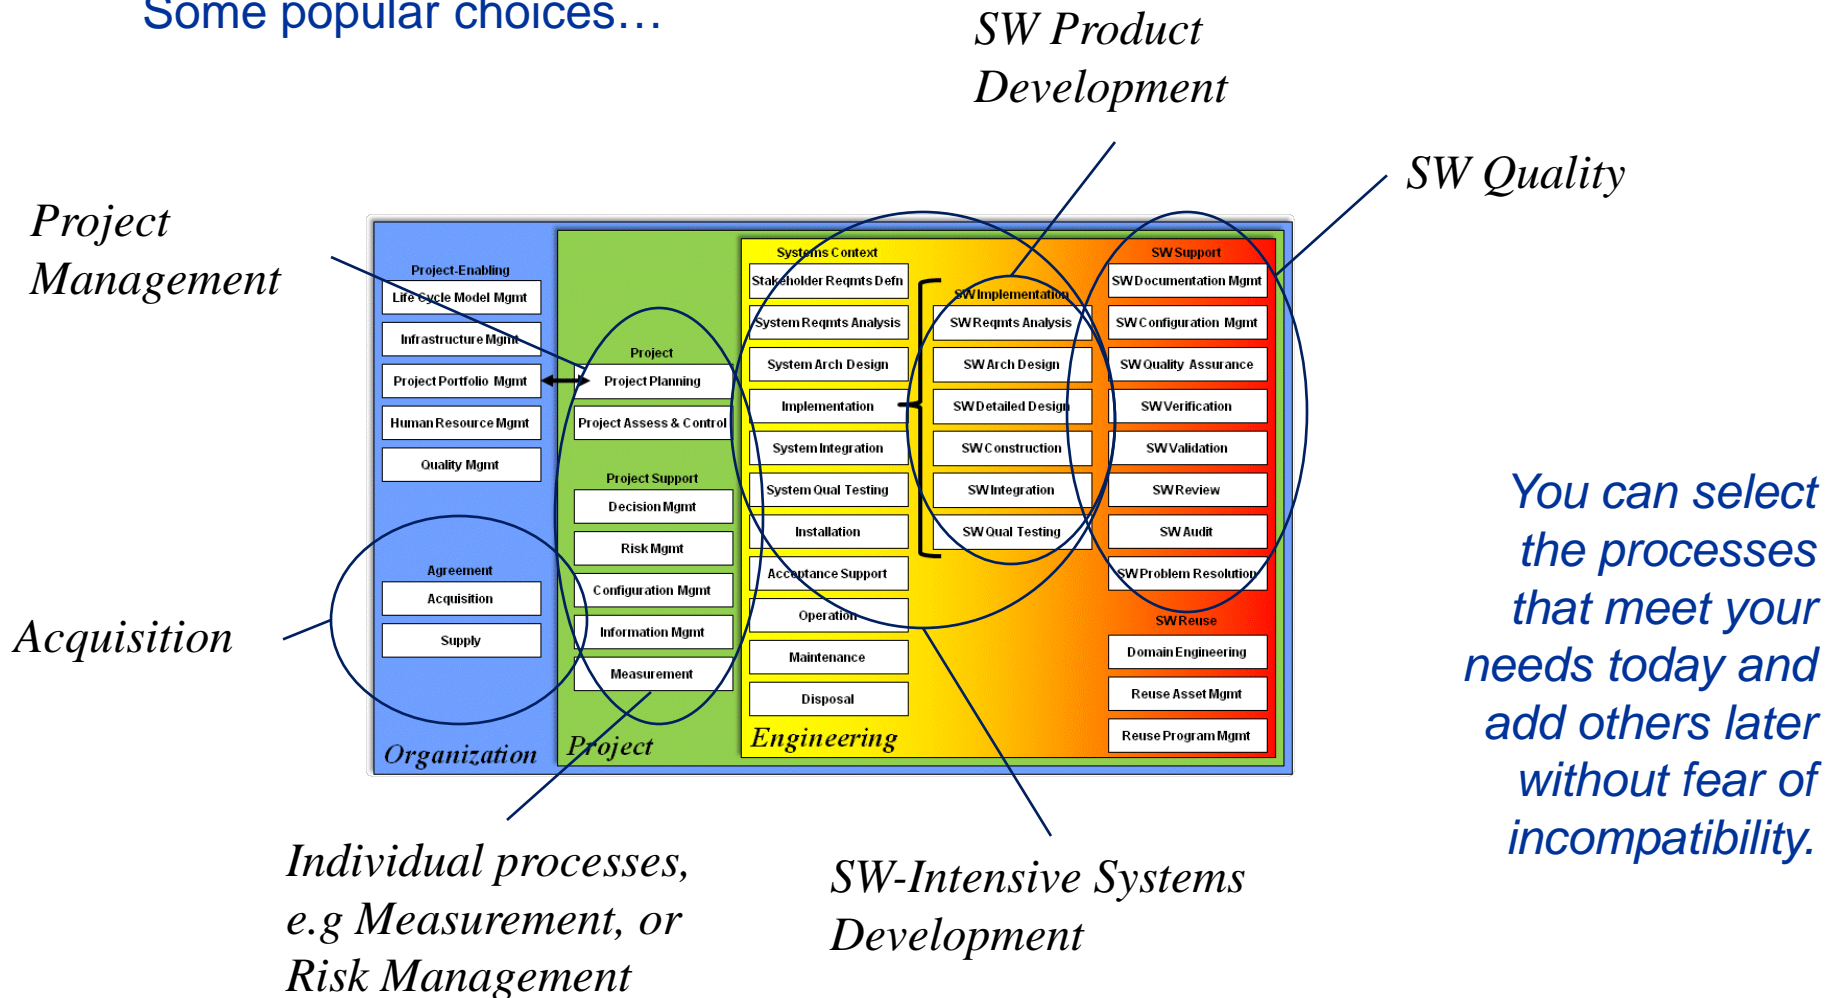 Some popular choices…
SW Product
Development
SW Quality
Project
Management
Acquisition
Project-Enabling
Life Cycle Model Mgmt
Infrastructure Mgmt
Project Portfolio Mgmt
Human Resource Mgmt
Quality Mgmt
Agreement
Acquisition
Supply
Organization
Project
Project Planning
Project Assess & Control
Project Support
Decision Mgmt
Risk Mgmt
Configuration Mgmt
Information Mgmt
Measurement
Project
Systems Context
Stakeholder Reqmts Defn
System Reqmts Analysis
System Arch Design
Implementation
System Integration
System Qual Testing
Installation
Acceptance Support
Operation
Maintenance
Disposal
Engineering
SW Implementation
SW Reqmts Analysis
SW Arch Design
SW Detailed Design
SW Construction
SW Integration
SW Qual Testing
SW Support
SW Documentation Mgmt
SW Configuration Mgmt
SW Quality Assurance
SW Verification
SW Validation
SW Review
SW Audit
SW Problem Resolution
SW Reuse
Domain Engineering
Reuse Asset Mgmt
Reuse Program Mgmt
You can select
the processes
that meet your
needs today and
add others later
without fear of
incompatibility.
Individual processes,
e.g Measurement, or
Risk Management
SW-Intensive Systems
Development